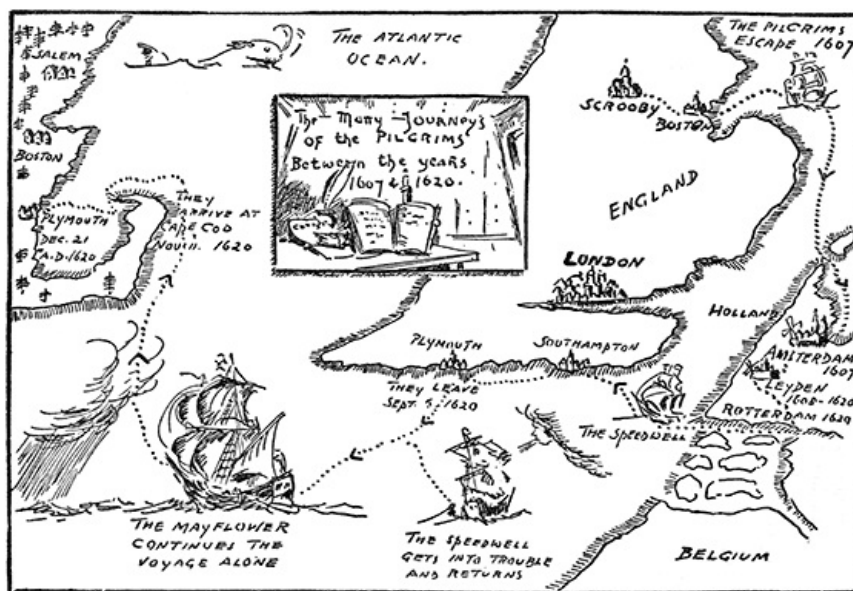 THE ATLANTIC
OCEAN.
THE PILGRIMS
ESCAPE 1607
SALEM
SCROOBY
BOSTON
The Many Journeys
of the PILGRIMS
Between the years
1607 & 1620.
BOSTON
THEY
ARRIVE AT
CAPE COD
NOV. 11. 1620
PLYMOUTH
DEC. 21
A.D. 1620
ENGLAND
LONDON
HOLLAND
PLYMOUTH
SOUTHAMPTON
AMSTERDAM
1607
LEYDEN
1608-1620
ROTTERDAM 1620
THEY LEAVE
SEPT. 6, 1620
THE SPEEDWELL
THE MAYFLOWER
CONTINUES THE
VOYAGE ALONE
THE SPEEDWELL
GETS INTO TROUBLE
AND RETURNS
BELGIUM